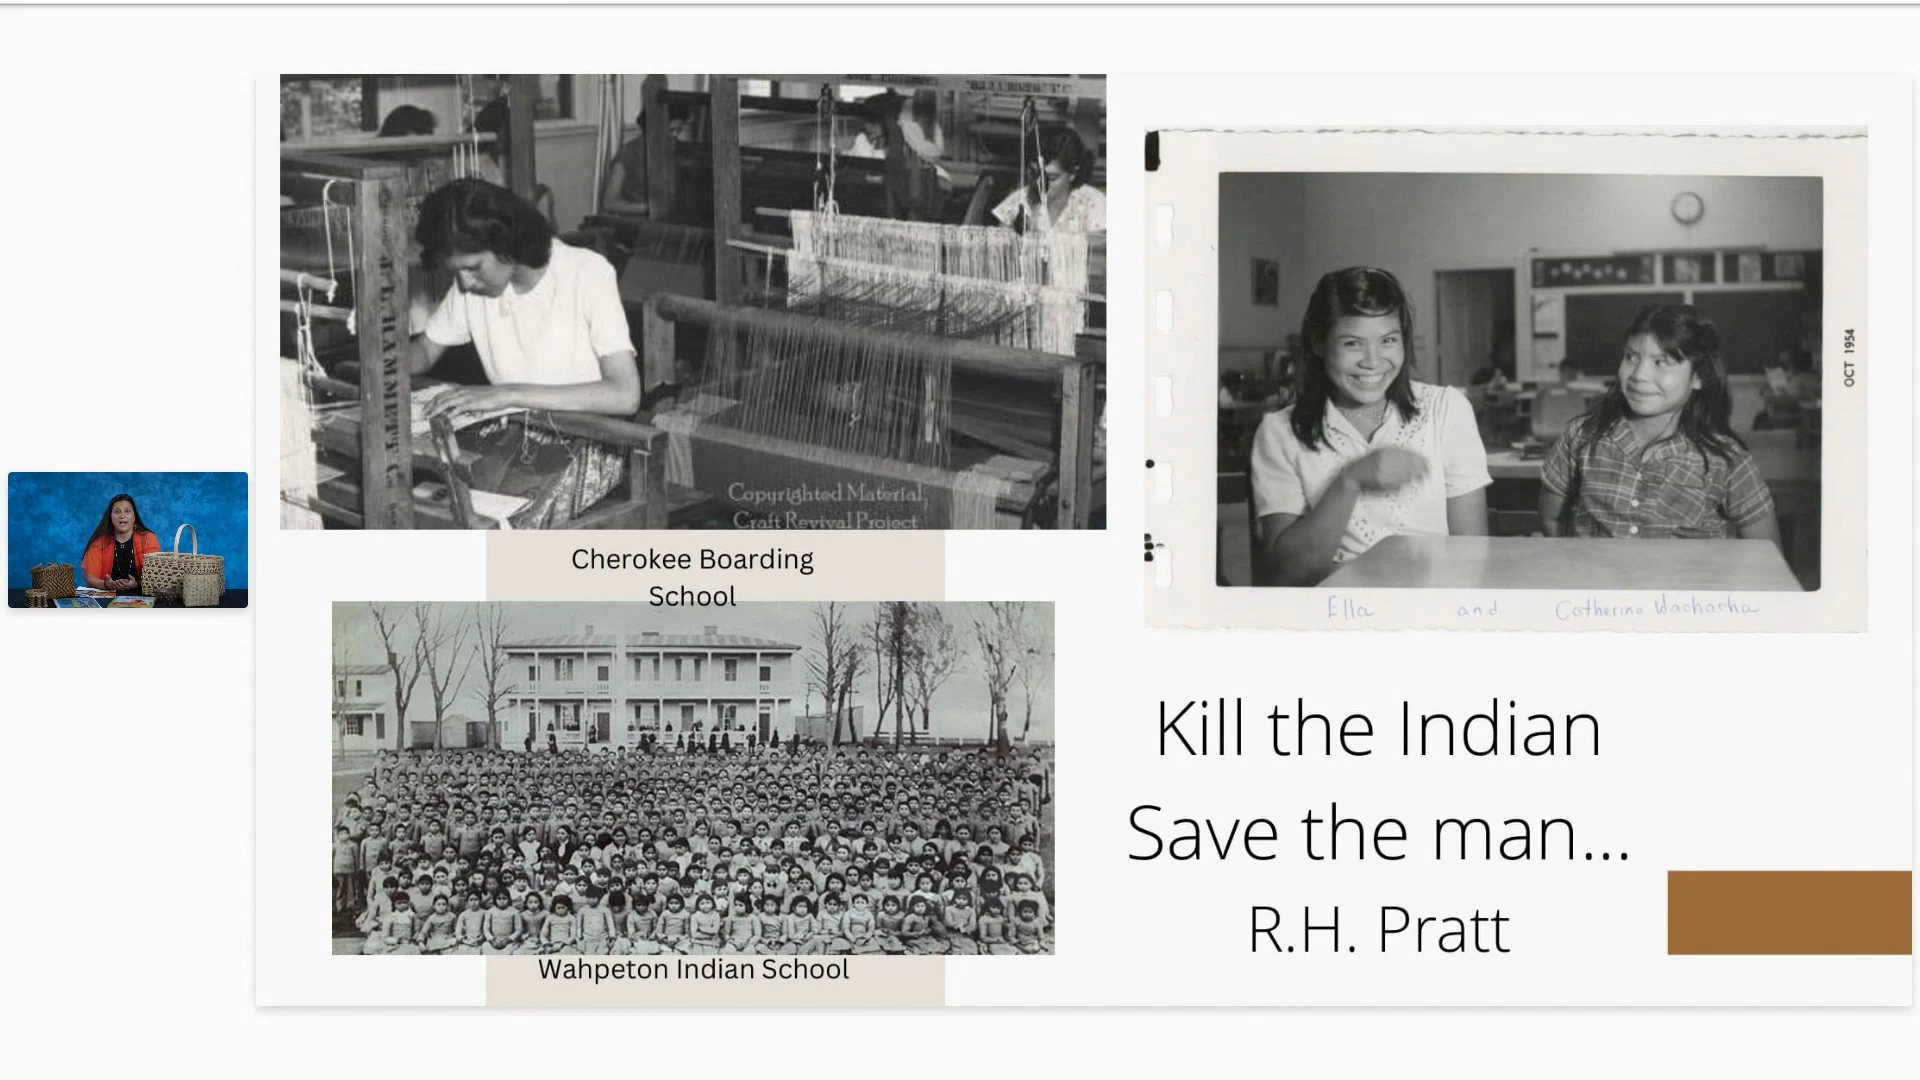 J.L. HAMMETT C
Copyrighted Material,
Craft Revival Project
Cherokee Boarding
School
Wahpeton Indian School
OCT 1954
Ella and Catherine Wachacha
Kill the Indian
Save the man...
R.H. Pratt